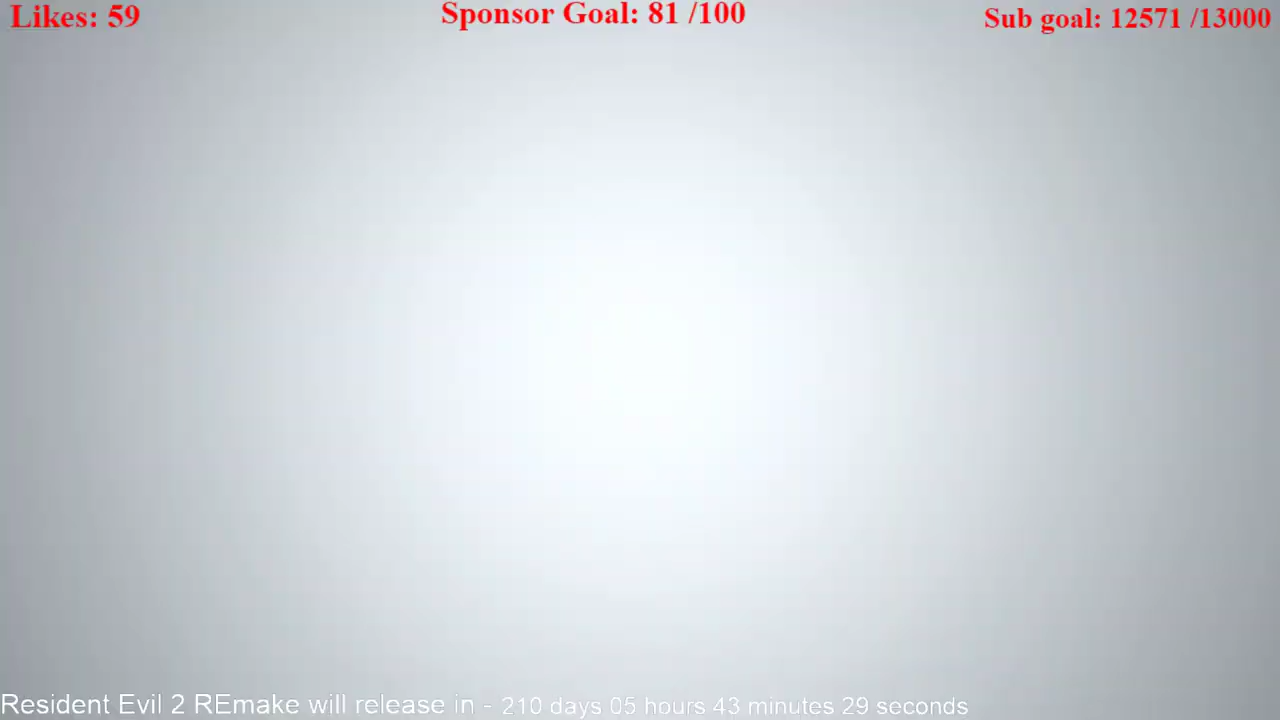 Likes: 59
Sponsor Goal: 81 /100
Sub goal: 12571 /13000
Resident Evil 2 REmake will release in - 210 days 05 hours 43 minutes 29 seconds